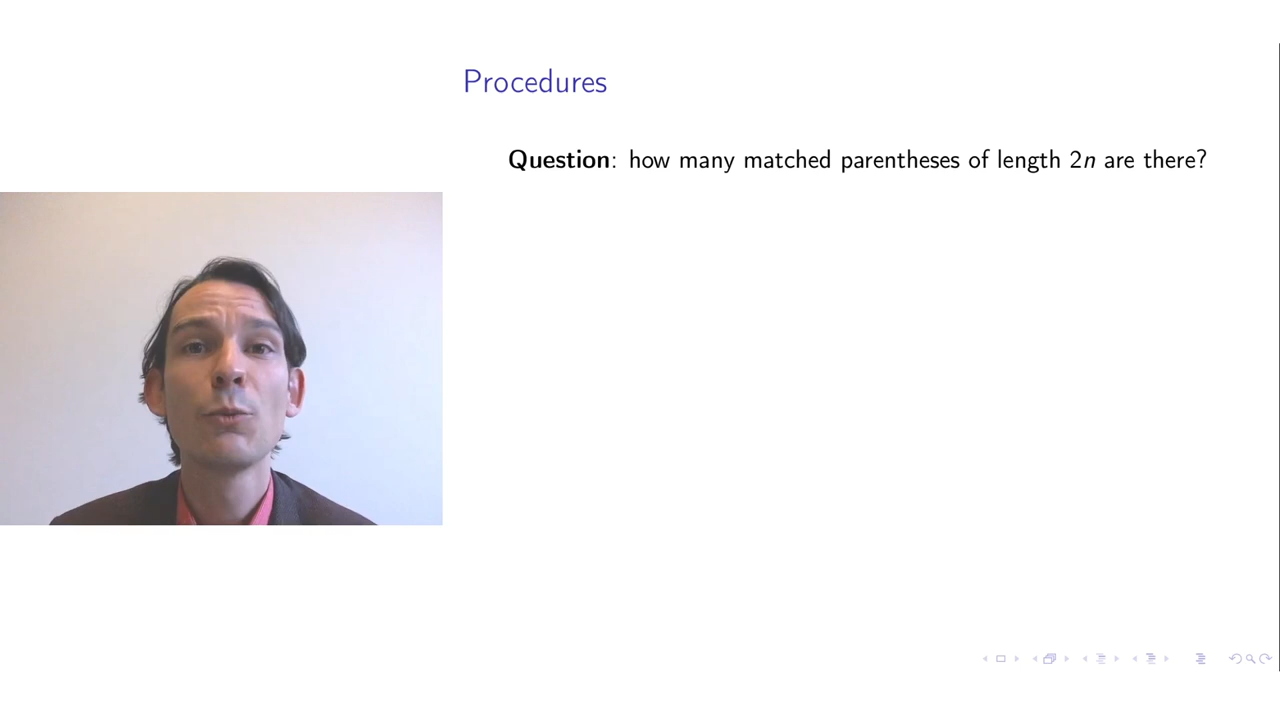 Procedures
Question: how many matched parentheses of length 2n are there?